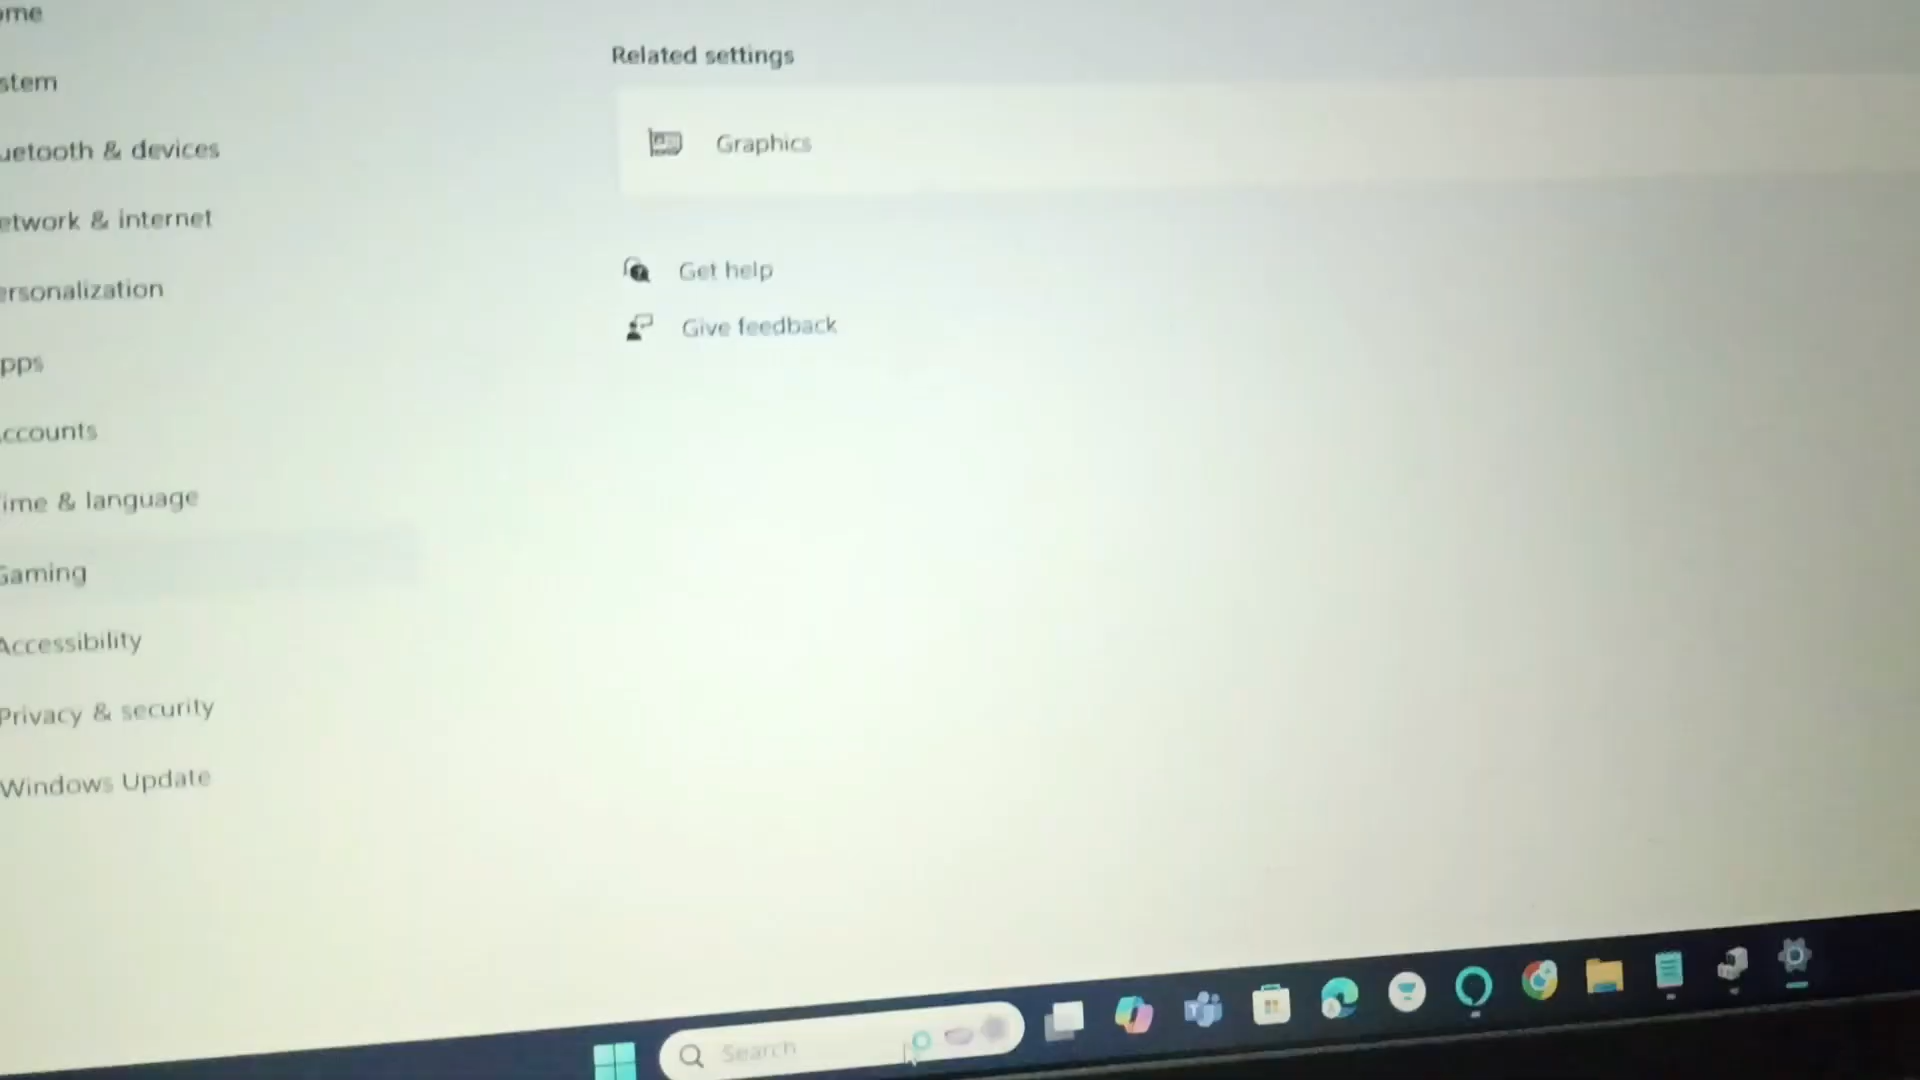 ome
stem
uetooth & devices
etwork & internet
ersonalization
pps
ccounts
ime & language
Gaming
Accessibility
Privacy & security
Windows Update
Related settings
Graphics
Get help
Give feedback
Search